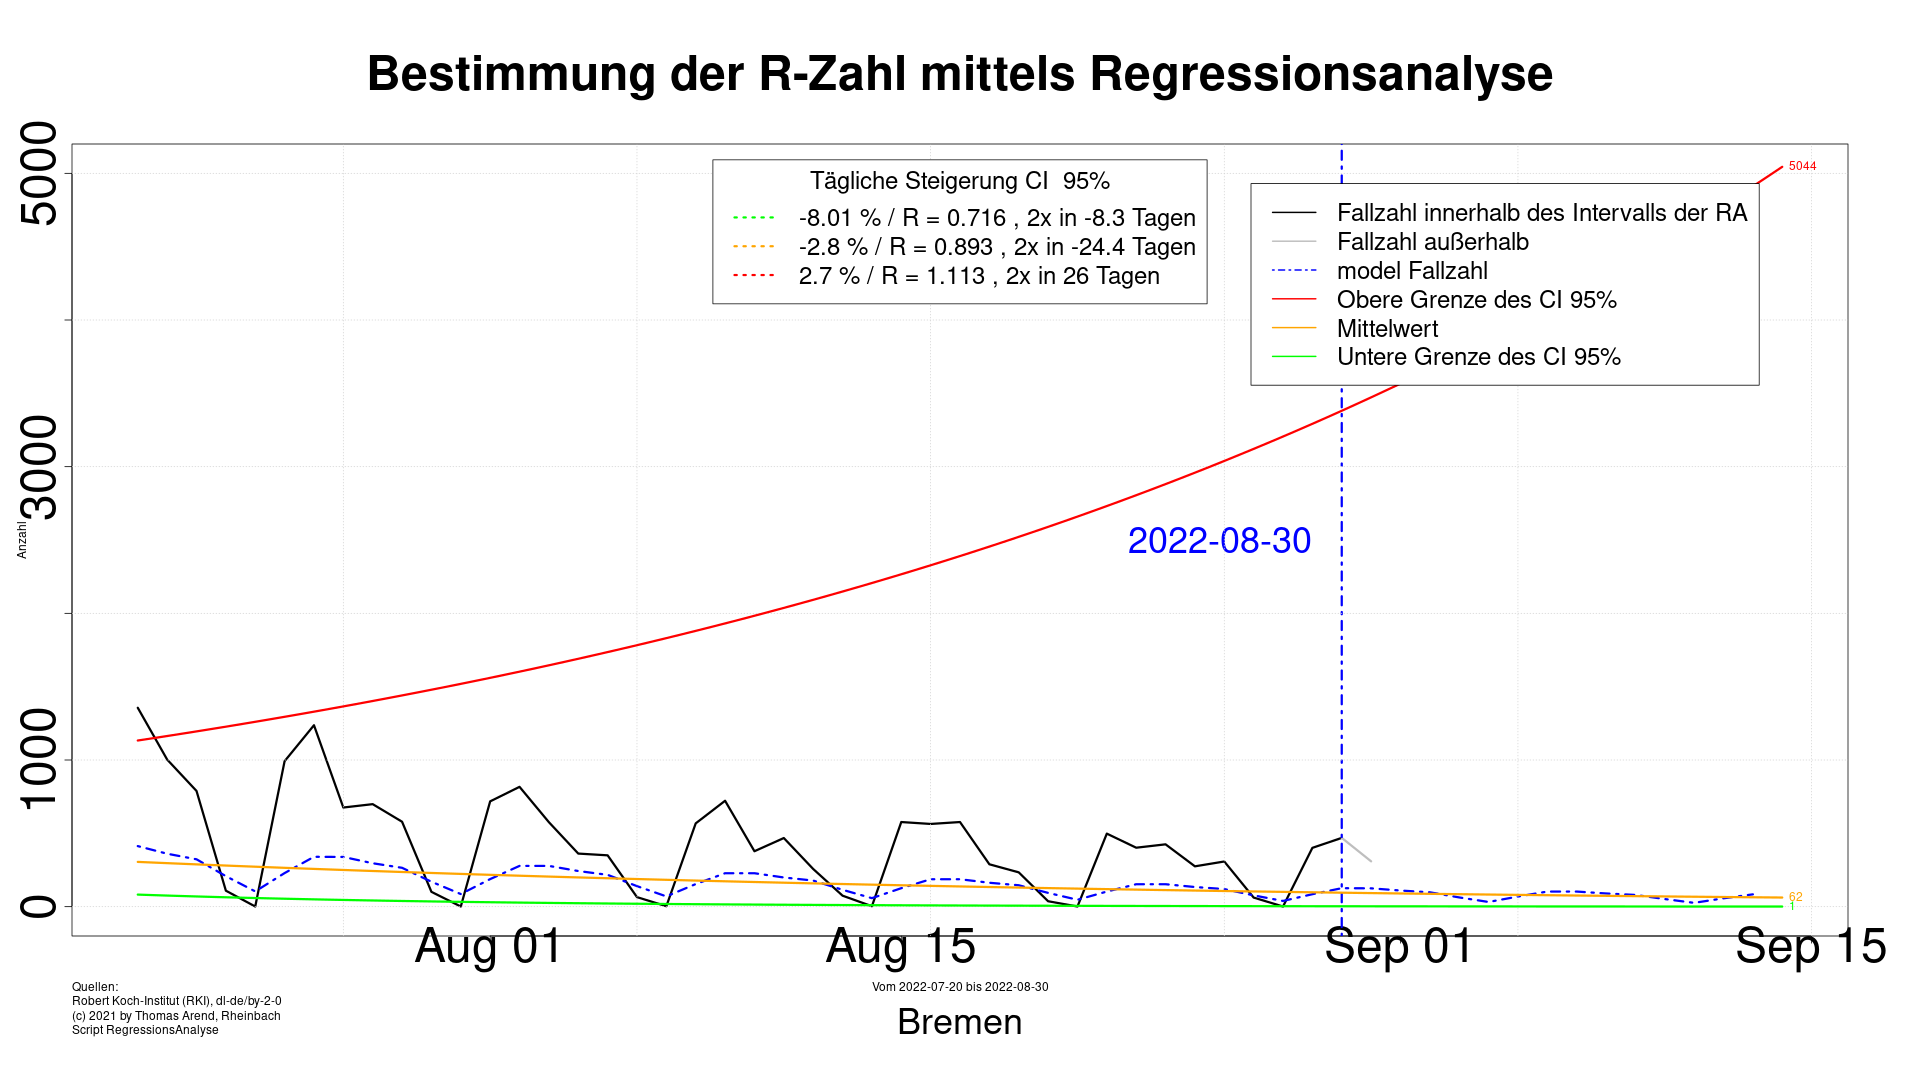 Bestimmung der R-Zahl mittels Regressionsanalyse
Tägliche Steigerung CI  95%
-8.01 % / R = 0.716 , 2x in -8.3 Tagen
-2.8 % / R = 0.893 , 2x in -24.4 Tagen
2.7 % / R = 1.113 , 2x in 26 Tagen
Fallzahl innerhalb des Intervalls der RA
Fallzahl außerhalb
model Fallzahl
Obere Grenze des CI 95%
Mittelwert
Untere Grenze des CI 95%
5044
5000
3000
1000
0
Anzahl
2022-08-30
62
1
Aug 01
Aug 15
Sep 01
Sep 15
Quellen:
Robert Koch-Institut (RKI), dl-de/by-2-0
(c) 2021 by Thomas Arend, Rheinbach
Script RegressionsAnalyse
Vom 2022-07-20 bis 2022-08-30
Bremen